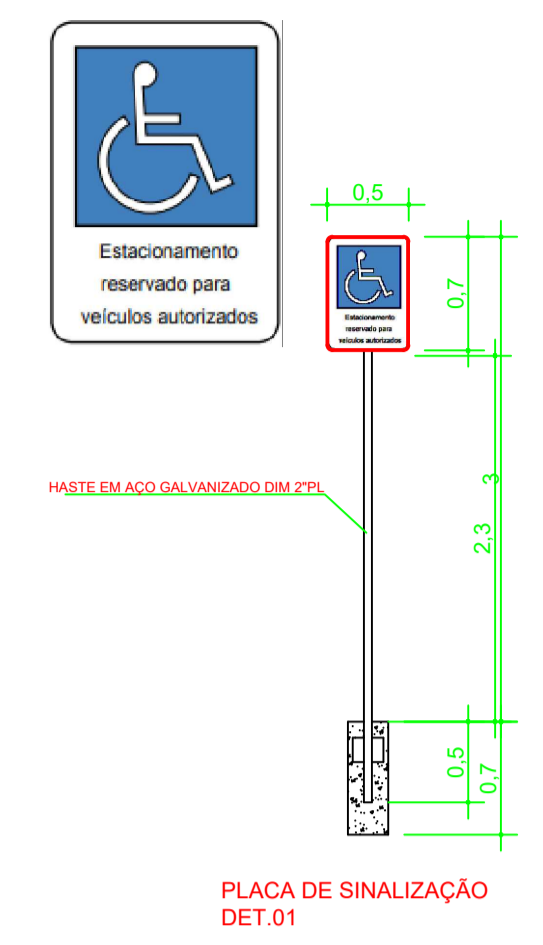 Estacionamento
reservado para
veículos autorizados
0,5
Estacionamento
reservado para
veículos autorizados
0,7
HASTE EM AÇO GALVANIZADO DIM 2"PL
3
2,3
0,5
0,7
PLACA DE SINALIZAÇÃO
DET.01